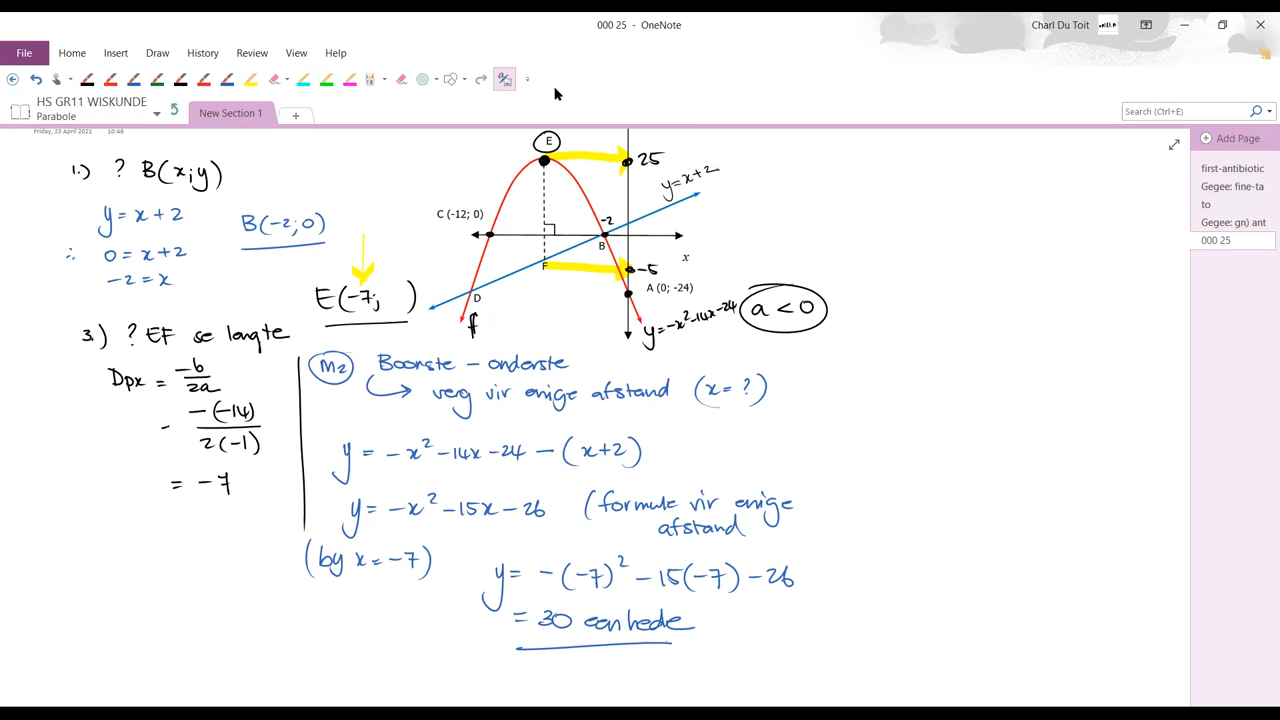 000 25 - OneNote
Charl Du Toit
File Home Insert Draw History Review View Help
HS GR11 WISKUNDE
Parabole
New Section 1
+
Search (Ctrl+E)
Friday, 23 April 2021 10:46
Add Page
first-antibiotic
Gegee: fine-ta
to
Gegee: gn) ant
000 25
1.) ? B(x;y)
y = x + 2
B(-2; 0)
∴ 0 = x + 2
-2 = x
E
25
y = x + 2
C (-12; 0)
-2
B
x
F
-5
A (0; -24)
D
f
y = -x² - 14x - 24
a < 0
E(-7; )
3.) ? EF se lengte
Dpx = -b/2a
= -(-14)/2(-1)
= -7
M2 Boonste - onderste
verg vir enige afstand (x = ?)
y = -x² - 14x - 24 - (x + 2)
y = -x² - 15x - 26 (formule vir enige
afstand
(by x = -7)
y = -(-7)² - 15(-7) - 26
= 30 eenhede